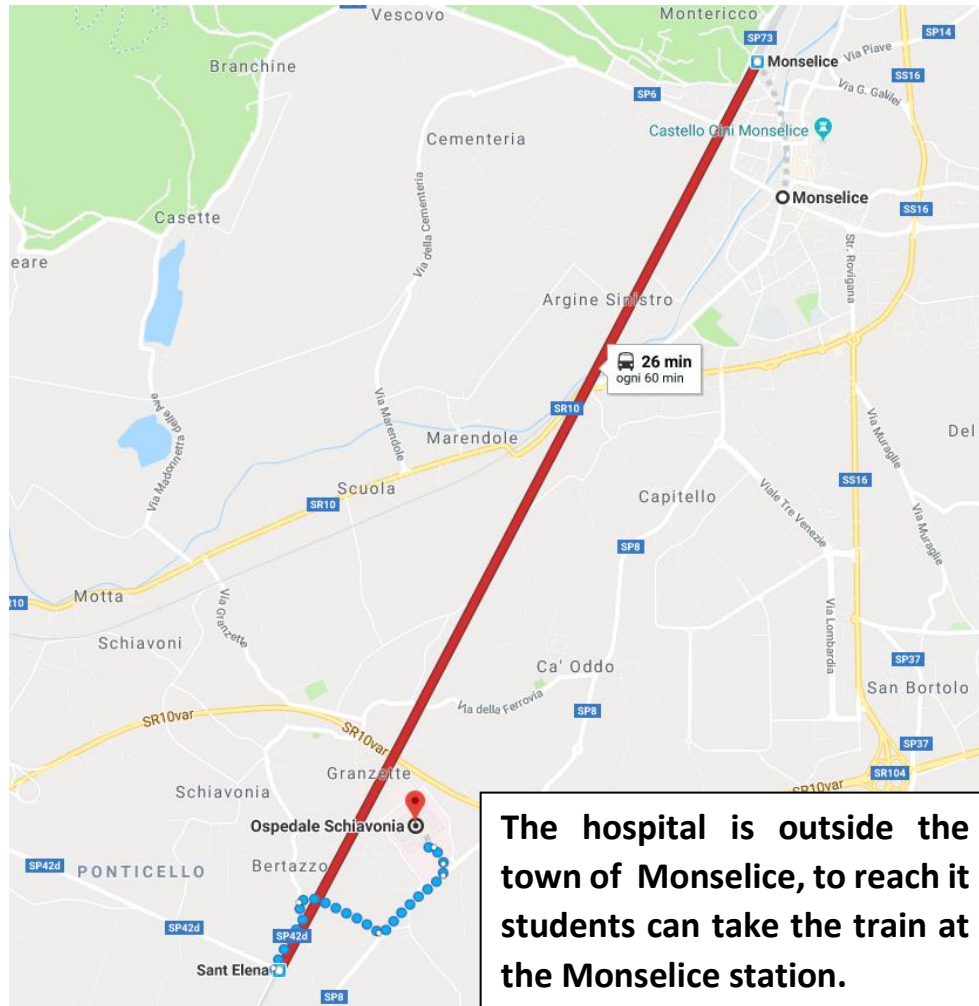 Vescovo
Montericco
SP73
SP14
Monselice
Via Piave
Branchine
SP6
Via G. Galilei
Castello Cini Monselice
Cementeria
Monselice
SS16
Casette
Via della Cementeria
Str. Rovigana
eare
Argine Sinistro
26 min
ogni 60 min
SR10
Via Madonnetta delle Ave
Via Marendole
Marendole
Del
Via Muraglie
Scuola
Capitello
SS16
SR10
Viale Tre Venezie
SP8
Via Muraglie
Motta
R10
Via Granzette
Via Lombardia
Schiavoni
Ca' Oddo
SP37
San Bortolo
Via della Ferrovia
SP8
SR10var
SR10var
SP37
Granzette
SR104
SR10var
Schiavonia
Ospedale Schiavonia
SP42d
PONTICELLO
Bertazzo
SP42d
SP42d
Sant Elena
SP8
The hospital is outside the
town of Monselice, to reach it
students can take the train at
the Monselice station.